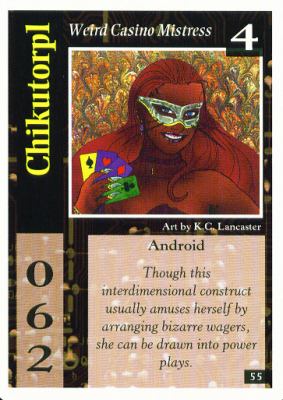 Chikutorpl
Weird Casino Mistress
4
Art by K.C. Lancaster
Android
Though this
interdimensional construct
usually amuses herself by
arranging bizarre wagers,
she can be drawn into power
plays.
0
6
2
55